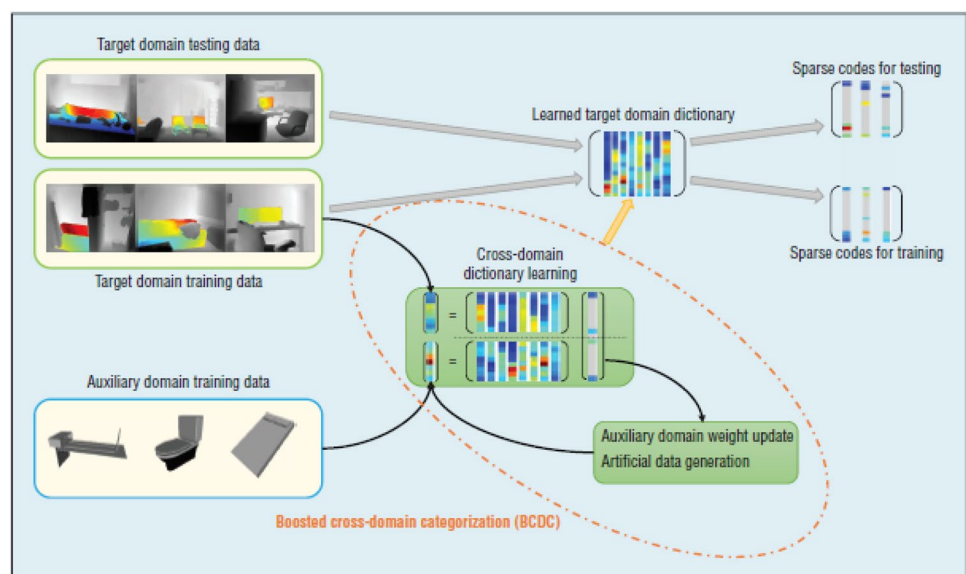 Target domain testing data
Sparse codes for testing
Learned target domain dictionary
Target domain training data
Cross-domain
dictionary learning
Sparse codes for training
=
=
Auxiliary domain training data
Auxiliary domain weight update
Artificial data generation
Boosted cross-domain categorization (BCDC)